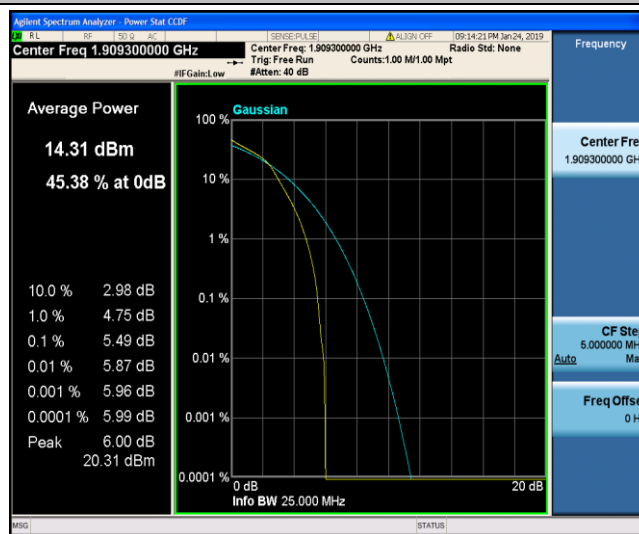 Agilent Spectrum Analyzer - Power Stat CCDF
RL RF 50 Ω AC SENSE:PULSE ALIGN OFF 09:14:21 PM Jan 24, 2019
Center Freq 1.909300000 GHz
Center Freq: 1.909300000 GHz Radio Std: None
Trig: Free Run Counts:1.00 M/1.00 Mpt
#IFGain:Low #Atten: 40 dB
Frequency
Average Power
14.31 dBm
45.38 % at 0dB
10.0 % 2.98 dB
1.0 % 4.75 dB
0.1 % 5.49 dB
0.01 % 5.87 dB
0.001 % 5.96 dB
0.0001 % 5.99 dB
Peak 6.00 dB
20.31 dBm
Gaussian
100 %
10 %
1 %
0.1 %
0.01 %
0.001 %
0.0001 %
0 dB 20 dB
Info BW 25.000 MHz
Center Fre
1.909300000 GH
CF Ste
5.000000 MH
Auto Ma
Freq Offse
0 H
MSG STATUS